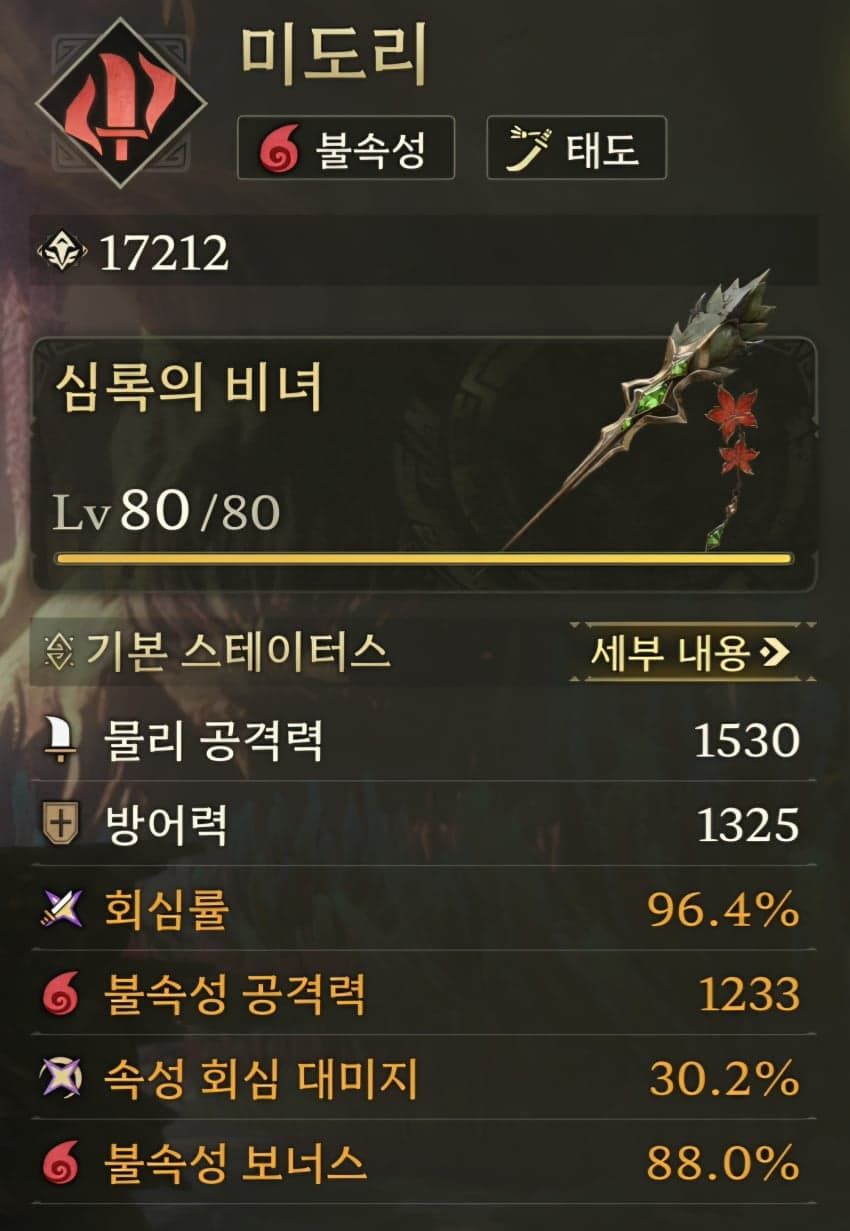 미도리
불속성 태도
17212
심록의 비녀
Lv 80/80
기본 스테이터스 세부 내용
물리 공격력 1530
방어력 1325
회심률 96.4%
불속성 공격력 1233
속성 회심 대미지 30.2%
불속성 보너스 88.0%